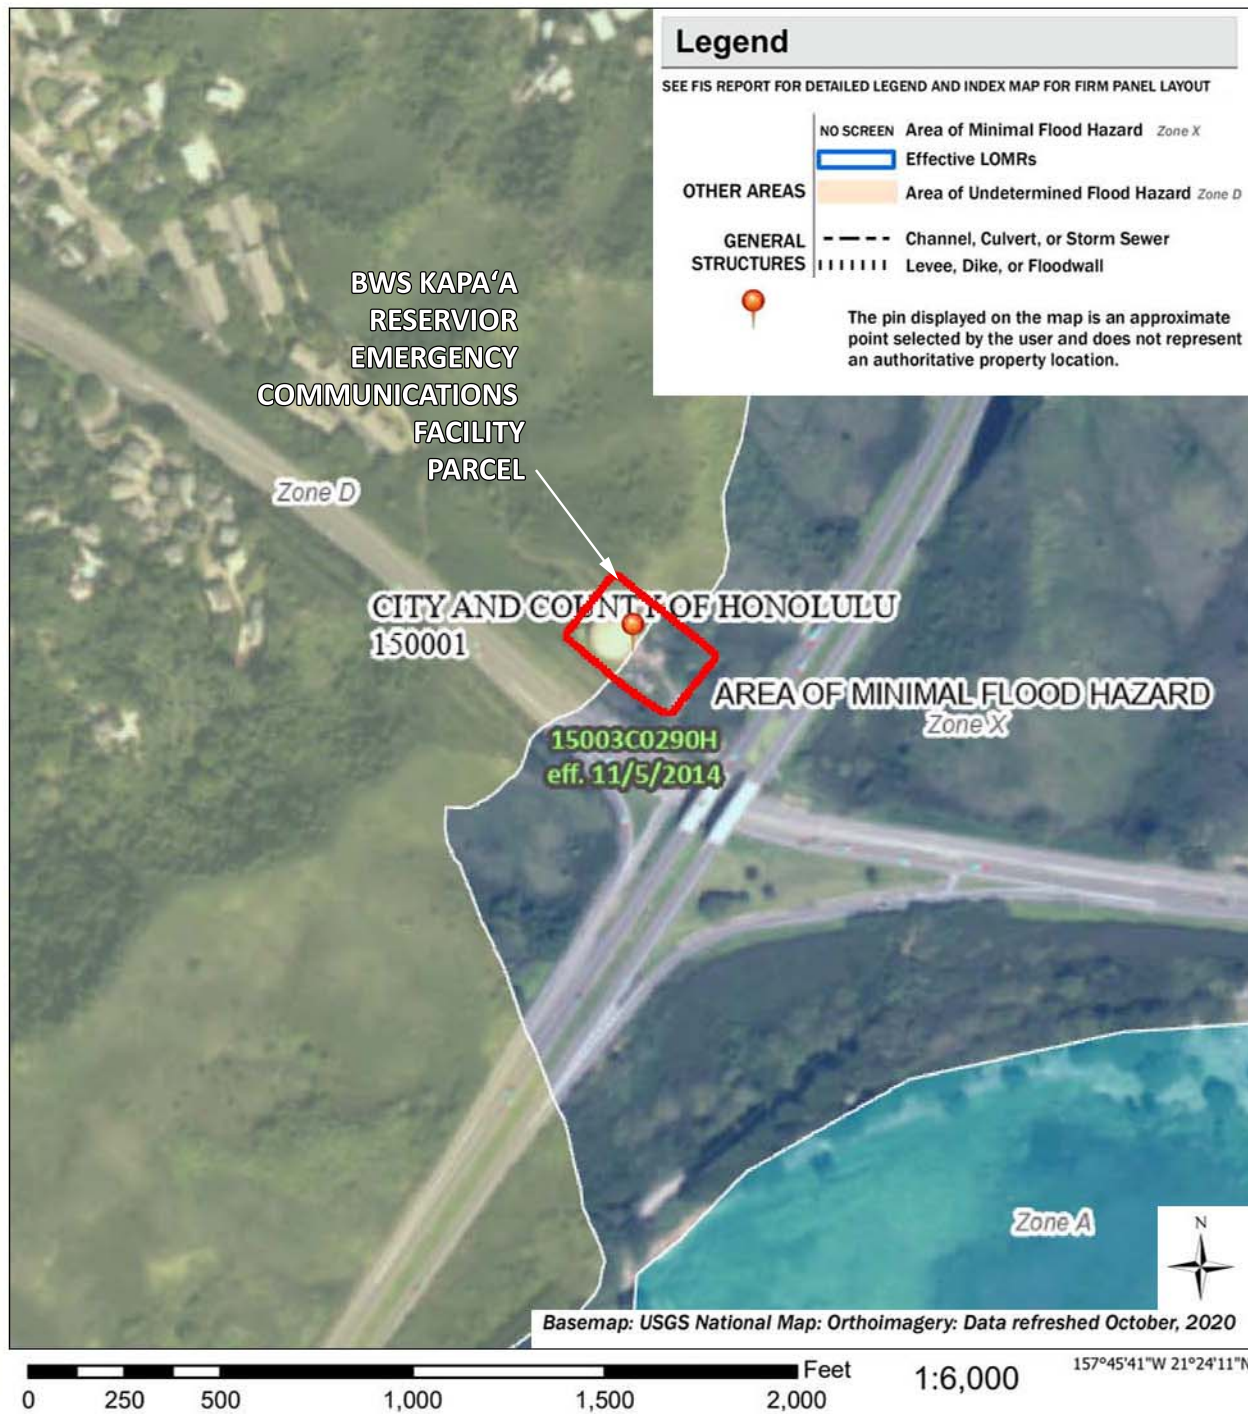 Legend
SEE FIS REPORT FOR DETAILED LEGEND AND INDEX MAP FOR FIRM PANEL LAYOUT
NO SCREEN Area of Minimal Flood Hazard Zone X
Effective LOMRs
OTHER AREAS Area of Undetermined Flood Hazard Zone D
GENERAL Channel, Culvert, or Storm Sewer
STRUCTURES Levee, Dike, or Floodwall
The pin displayed on the map is an approximate
point selected by the user and does not represent
an authoritative property location.
BWS KAPAʻA
RESERVIOR
EMERGENCY
COMMUNICATIONS
FACILITY
PARCEL
Zone D
CITY AND COUNTY OF HONOLULU
150001
AREA OF MINIMAL FLOOD HAZARD
Zone X
15003C0290H
eff. 11/5/2014
Zone A
N
Basemap: USGS National Map: Orthoimagery: Data refreshed October, 2020
Feet
0 250 500 1,000 1,500 2,000
1:6,000
157°45'41"W 21°24'11"N